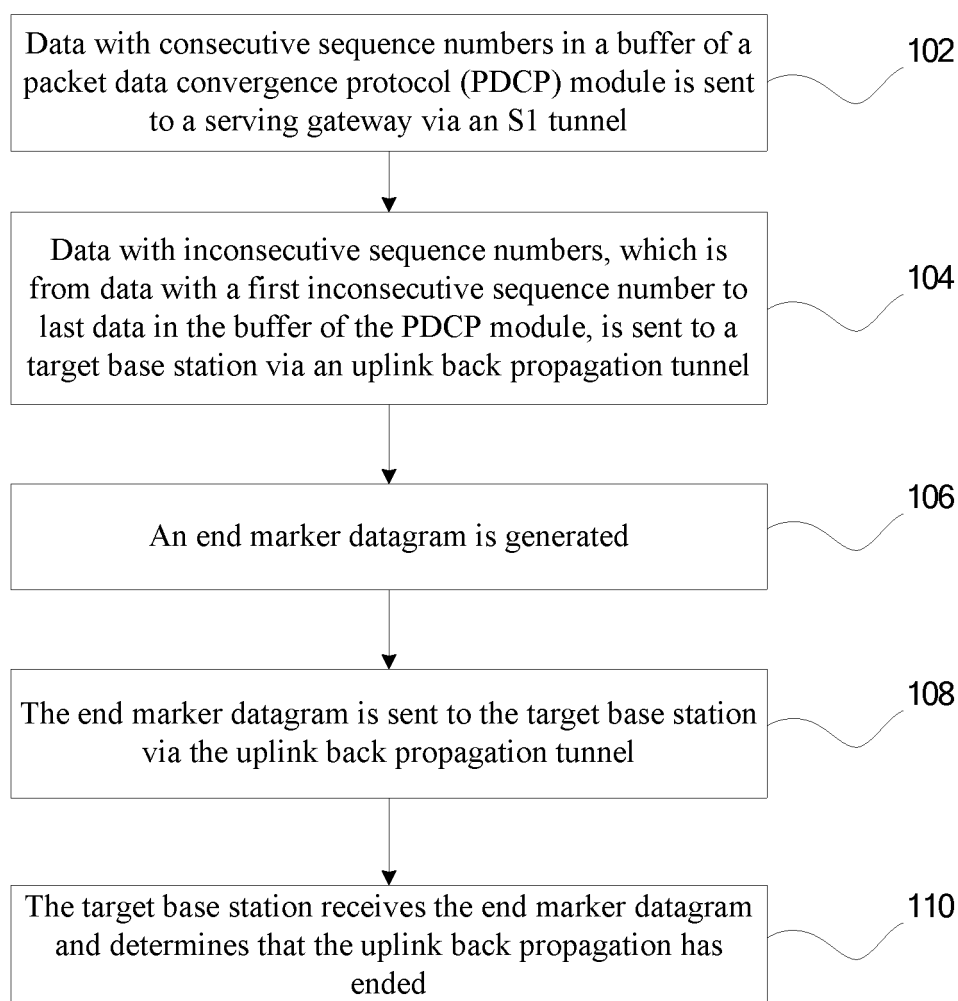 Data with consecutive sequence numbers in a buffer of a
packet data convergence protocol (PDCP) module is sent
to a serving gateway via an S1 tunnel
102
Data with inconsecutive sequence numbers, which is
from data with a first inconsecutive sequence number to
last data in the buffer of the PDCP module, is sent to a
target base station via an uplink back propagation tunnel
104
An end marker datagram is generated
106
The end marker datagram is sent to the target base station
via the uplink back propagation tunnel
108
The target base station receives the end marker datagram
and determines that the uplink back propagation has
ended
110